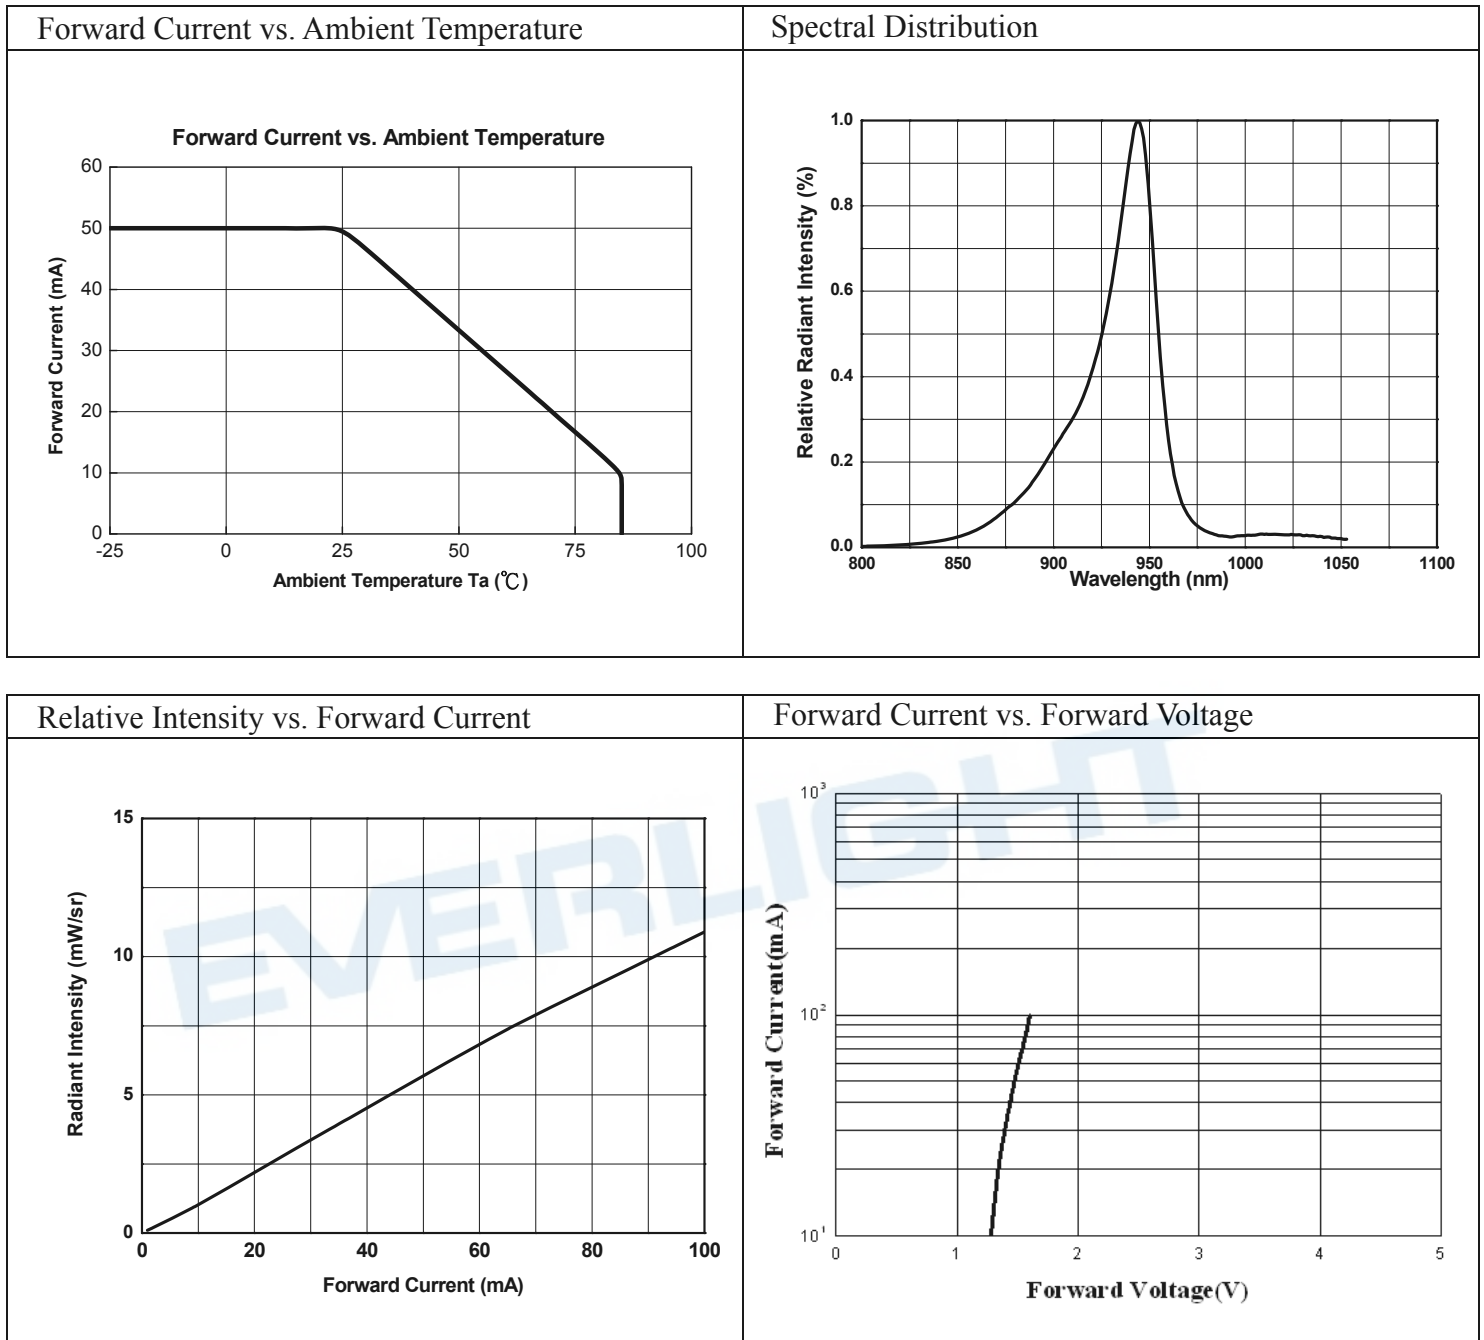 Forward Current vs. Ambient Temperature
Spectral Distribution
Forward Current vs. Ambient Temperature
60
50
40
30
20
10
0
Forward Current (mA)
-25 0 25 50 75 100
Ambient Temperature Ta (℃)
1.0
0.8
0.6
0.4
0.2
0.0
Relative Radiant Intensity (%)
800 850 900 950 1000 1050 1100
Wavelength (nm)
Relative Intensity vs. Forward Current
Forward Current vs. Forward Voltage
EVERLIGHT
15
10
5
0
Radiant Intensity (mW/sr)
0 20 40 60 80 100
Forward Current (mA)
10³
10²
10¹
Forward Current(mA)
0 1 2 3 4 5
Forward Voltage(V)